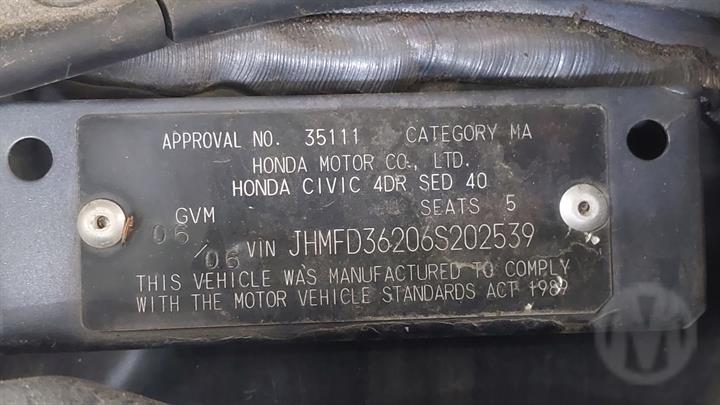 APPROVAL NO. 35111 CATEGORY MA
HONDA MOTOR CO., LTD.
HONDA CIVIC 4DR SED 40
GVM SEATS 5
06/06 VIN JHMFD36206S202539
THIS VEHICLE WAS MANUFACTURED TO COMPLY
WITH THE MOTOR VEHICLE STANDARDS ACT 1989
M